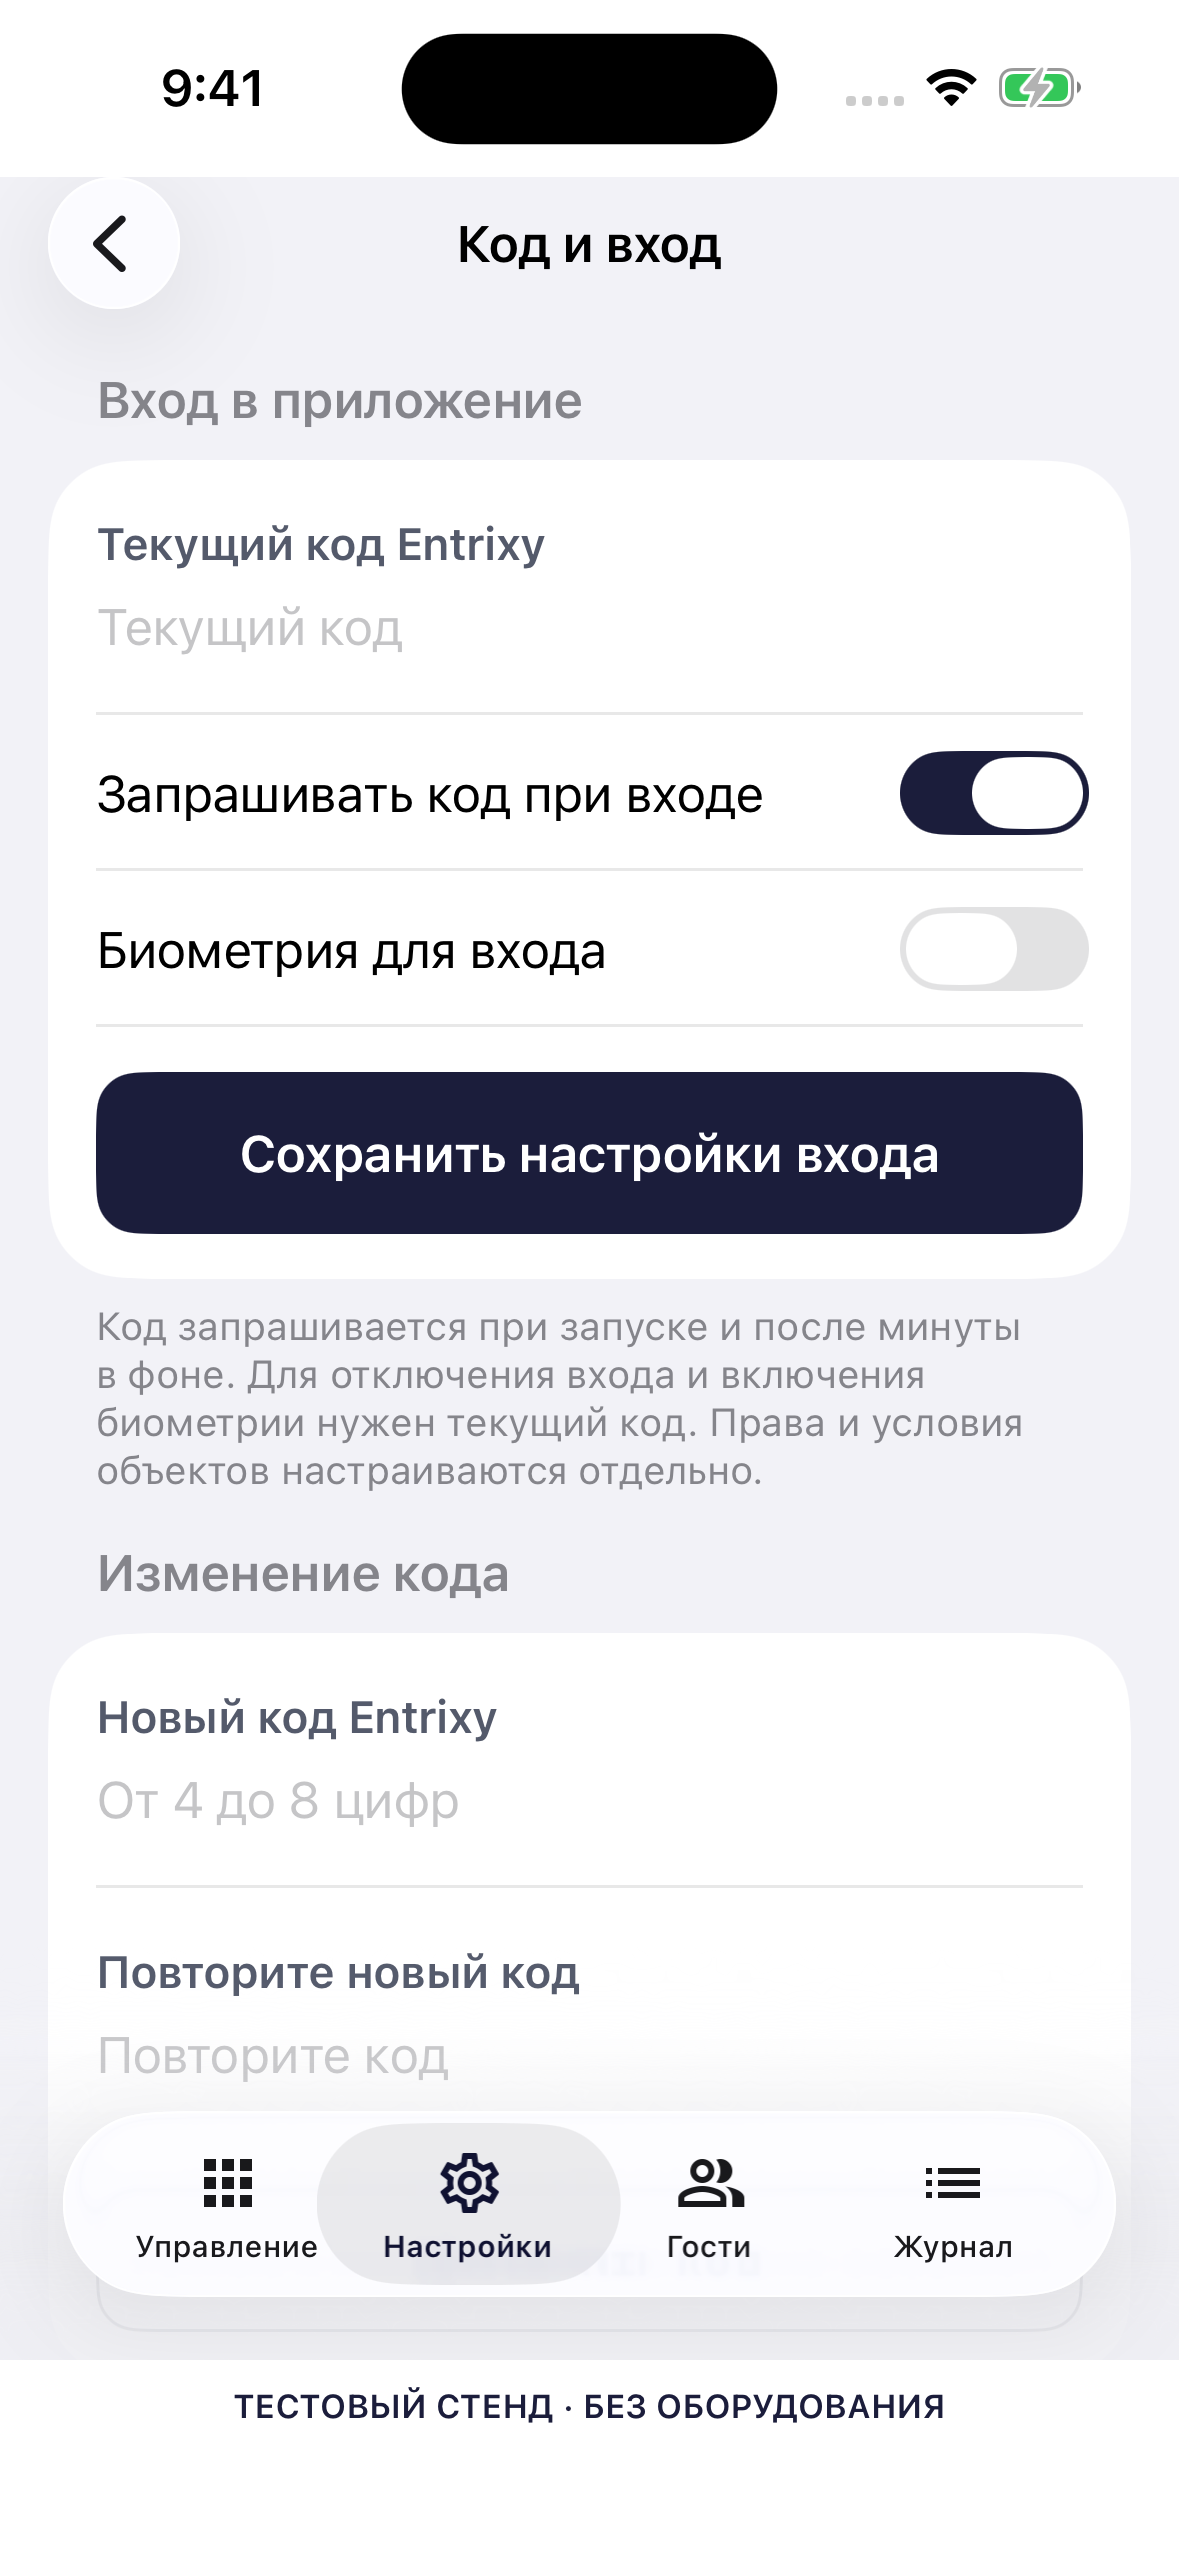 9:41
Код и вход
Вход в приложение
Текущий код Entrixy
Текущий код
Запрашивать код при входе
Биометрия для входа
Сохранить настройки входа
Код запрашивается при запуске и после минуты
в фоне. Для отключения входа и включения
биометрии нужен текущий код. Права и условия
объектов настраиваются отдельно.
Изменение кода
Новый код Entrixy
От 4 до 8 цифр
Повторите новый код
Повторите код
Управление
Настройки
Гости
Журнал
ТЕСТОВЫЙ СТЕНД · БЕЗ ОБОРУДОВАНИЯ